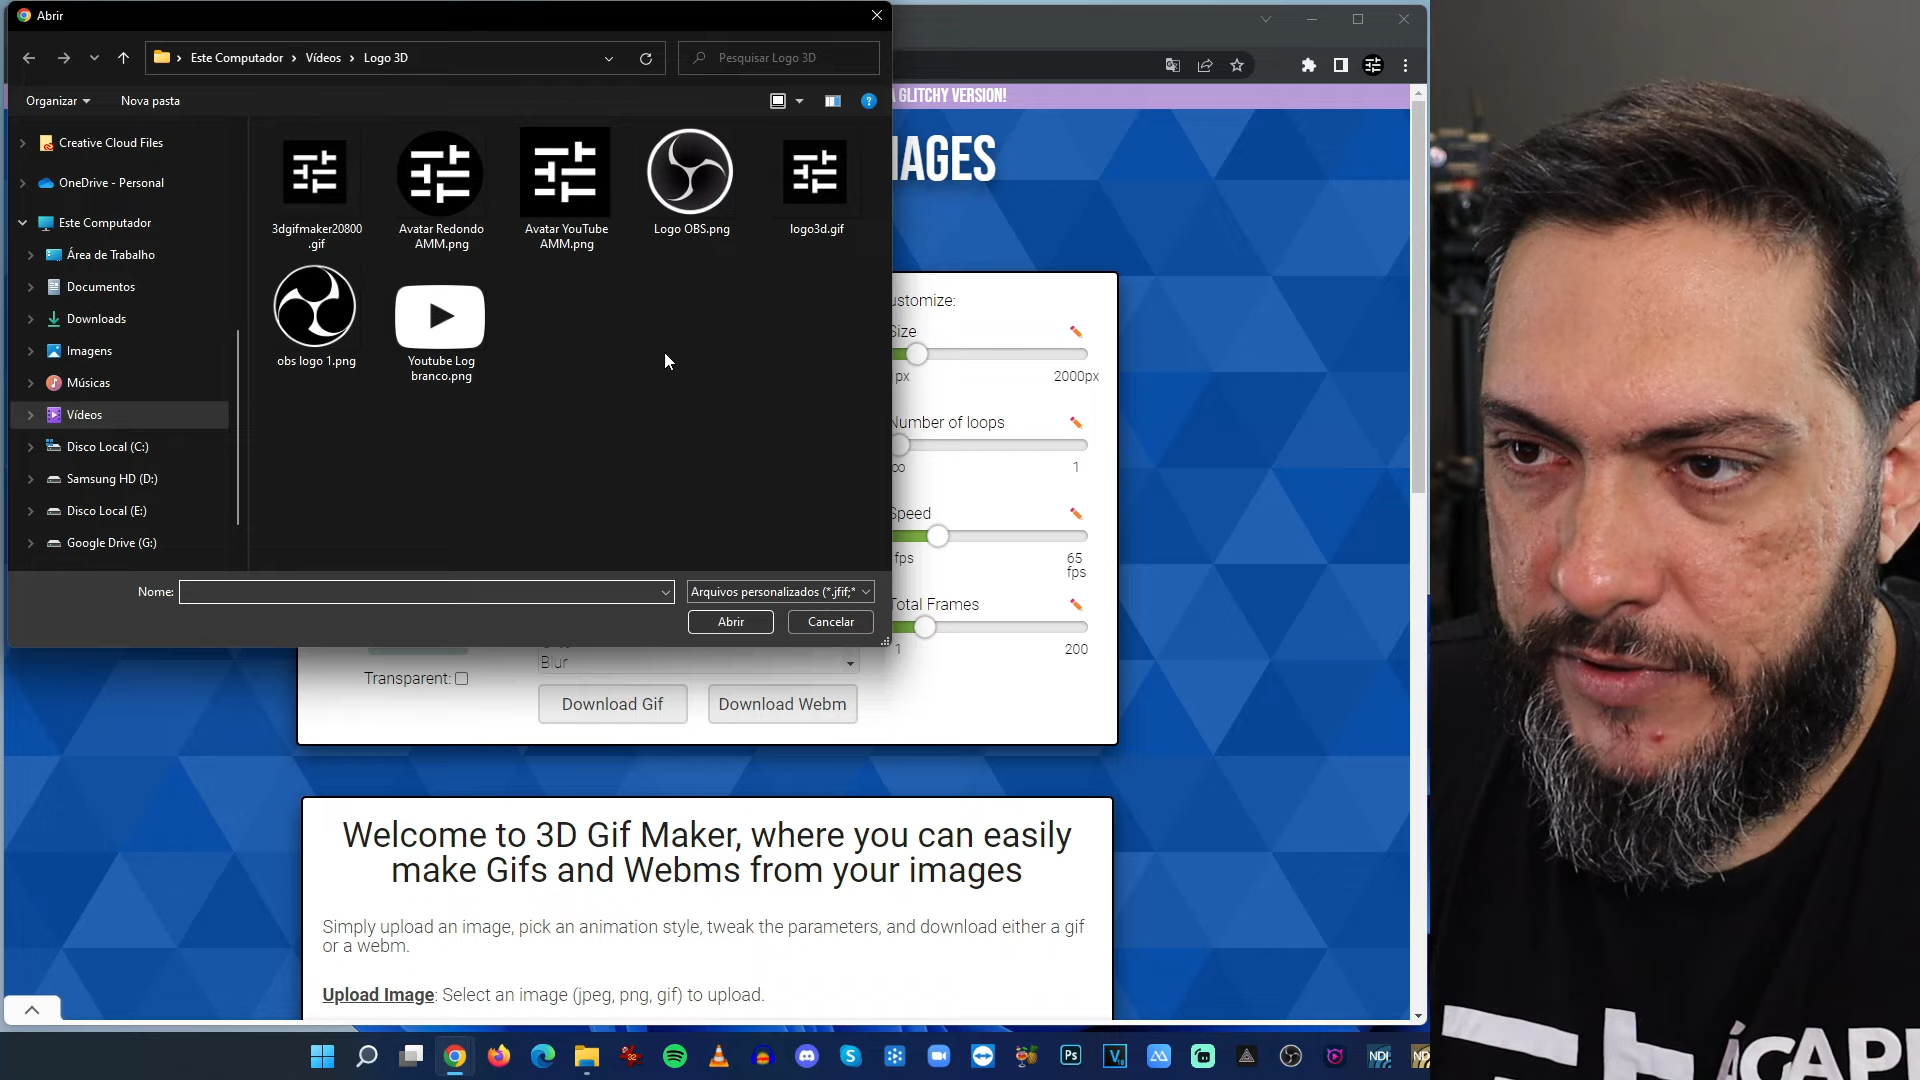 Abrir
Este Computador
Vídeos
Logo 3D
Pesquisar Logo 3D
Organizar
Nova pasta
Creative Cloud Files
OneDrive - Personal
Este Computador
Área de Trabalho
Documentos
Downloads
Imagens
Músicas
Vídeos
Disco Local (C:)
Samsung HD (D:)
Disco Local (E:)
Google Drive (G:)
3dgifmaker20800
.gif
Avatar Redondo
AMM.png
Avatar YouTube
AMM.png
Logo OBS.png
logo3d.gif
obs logo 1.png
Youtube Log
branco.png
Nome:
Arquivos personalizados (*.jfif;*
Abrir
Cancelar
A GLITCHY VERSION!
AGES
ustomize:
Size
px
2000px
Number of loops
∞
1
Speed
fps
65
fps
Total Frames
1
200
Blur
Transparent:
Download Gif
Download Webm
Welcome to 3D Gif Maker, where you can easily
make Gifs and Webms from your images
Simply upload an image, pick an animation style, tweak the parameters, and download either a gif
or a webm.
Upload Image: Select an image (jpeg, png, gif) to upload.
Ps
V
NDI